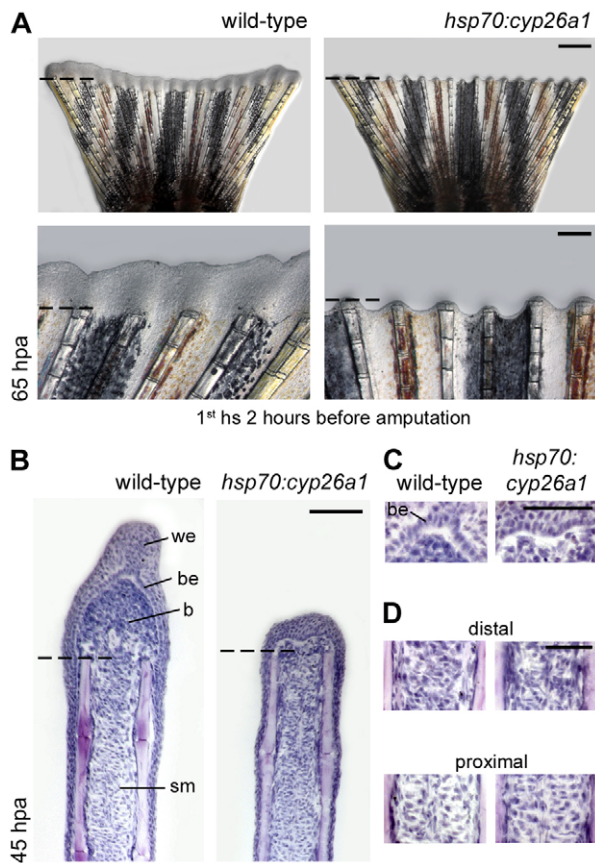 A
wild-type hsp70:cyp26a1
65 hpa
1st hs 2 hours before amputation
B
wild-type hsp70:cyp26a1
we
be
b
sm
45 hpa
C
wild-type hsp70:
cyp26a1
be
D
distal
proximal